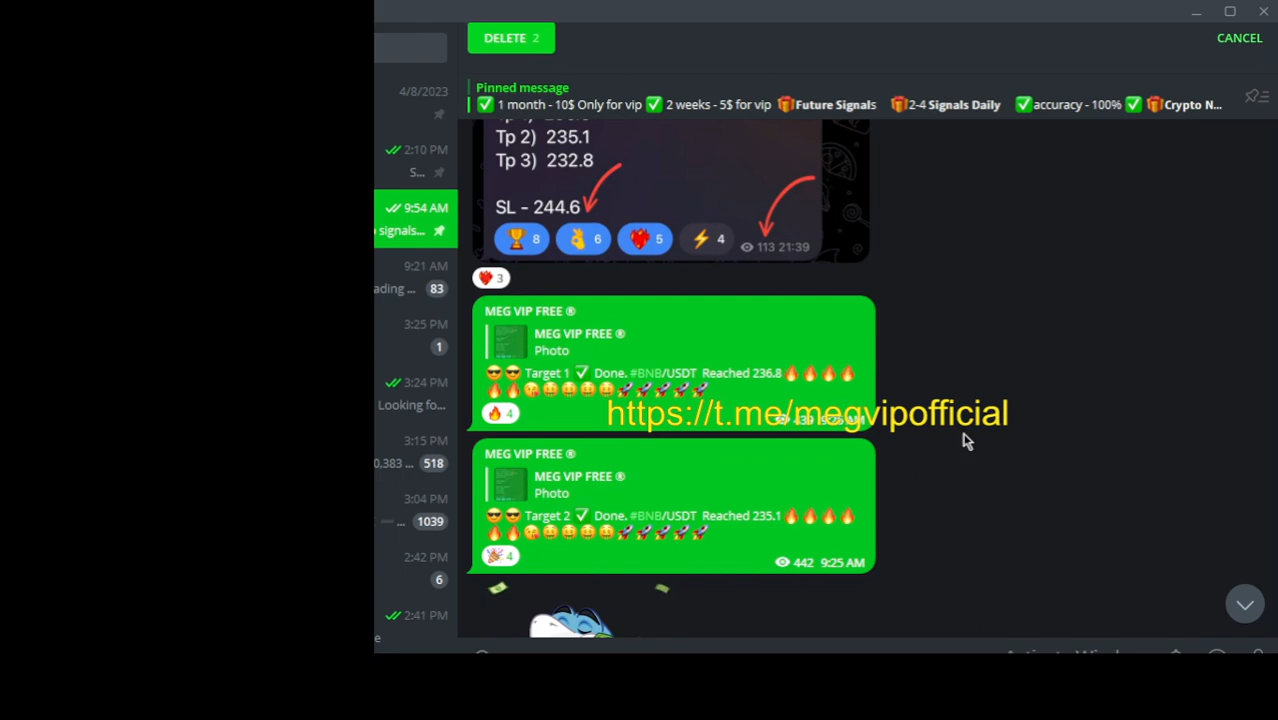 DELETE 2
CANCEL
4/8/2023
Pinned message
✅ 1 month - 10$ Only for vip ✅ 2 weeks - 5$ for vip 🎁Future Signals 🎁2-4 Signals Daily ✅accuracy - 100% ✅ 🎁Crypto N...
Tp 2) 235.1
Tp 3) 232.8
SL - 244.6
🏆 8 👌 6 ❤️‍🔥 5 ⚡ 4 113 21:39
❤️‍🔥 3
2:10 PM
S...
9:54 AM
signals...
9:21 AM
ading ... 83
3:25 PM
1
3:24 PM
Looking fo...
3:15 PM
0,383 ... 518
3:04 PM
... 1039
2:42 PM
6
2:41 PM
e
MEG VIP FREE ®
MEG VIP FREE ®
Photo
😎😎 Target 1 ✅ Done. #BNB/USDT Reached 236.8🔥🔥🔥🔥
🔥🔥😘🤑🤑🤑🤑🚀🚀🚀🚀🚀
🔥 4
https://t.me/megvipofficial
MEG VIP FREE ®
MEG VIP FREE ®
Photo
😎😎 Target 2 ✅ Done. #BNB/USDT Reached 235.1🔥🔥🔥🔥
🔥🔥😘🤑🤑🤑🤑🚀🚀🚀🚀🚀
🎉 4
442 9:25 AM